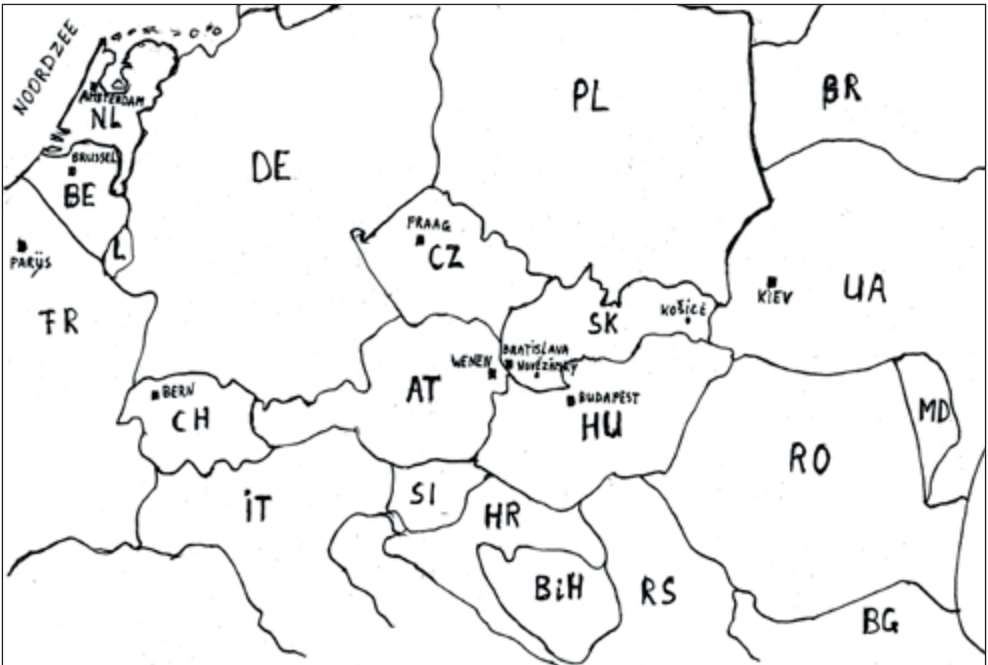 NOORDZEE
AMSTERDAM
NL
BRUSSEL
BE
L
PARIJS
FR
DE
PL
BR
PRAAG
CZ
KIEV
UA
KOŠICE
SK
BRATISLAVA
NOVÉZÁMKY
WENEN
AT
BUDAPEST
HU
BERN
CH
MD
RO
IT
SI
HR
BiH
RS
BG